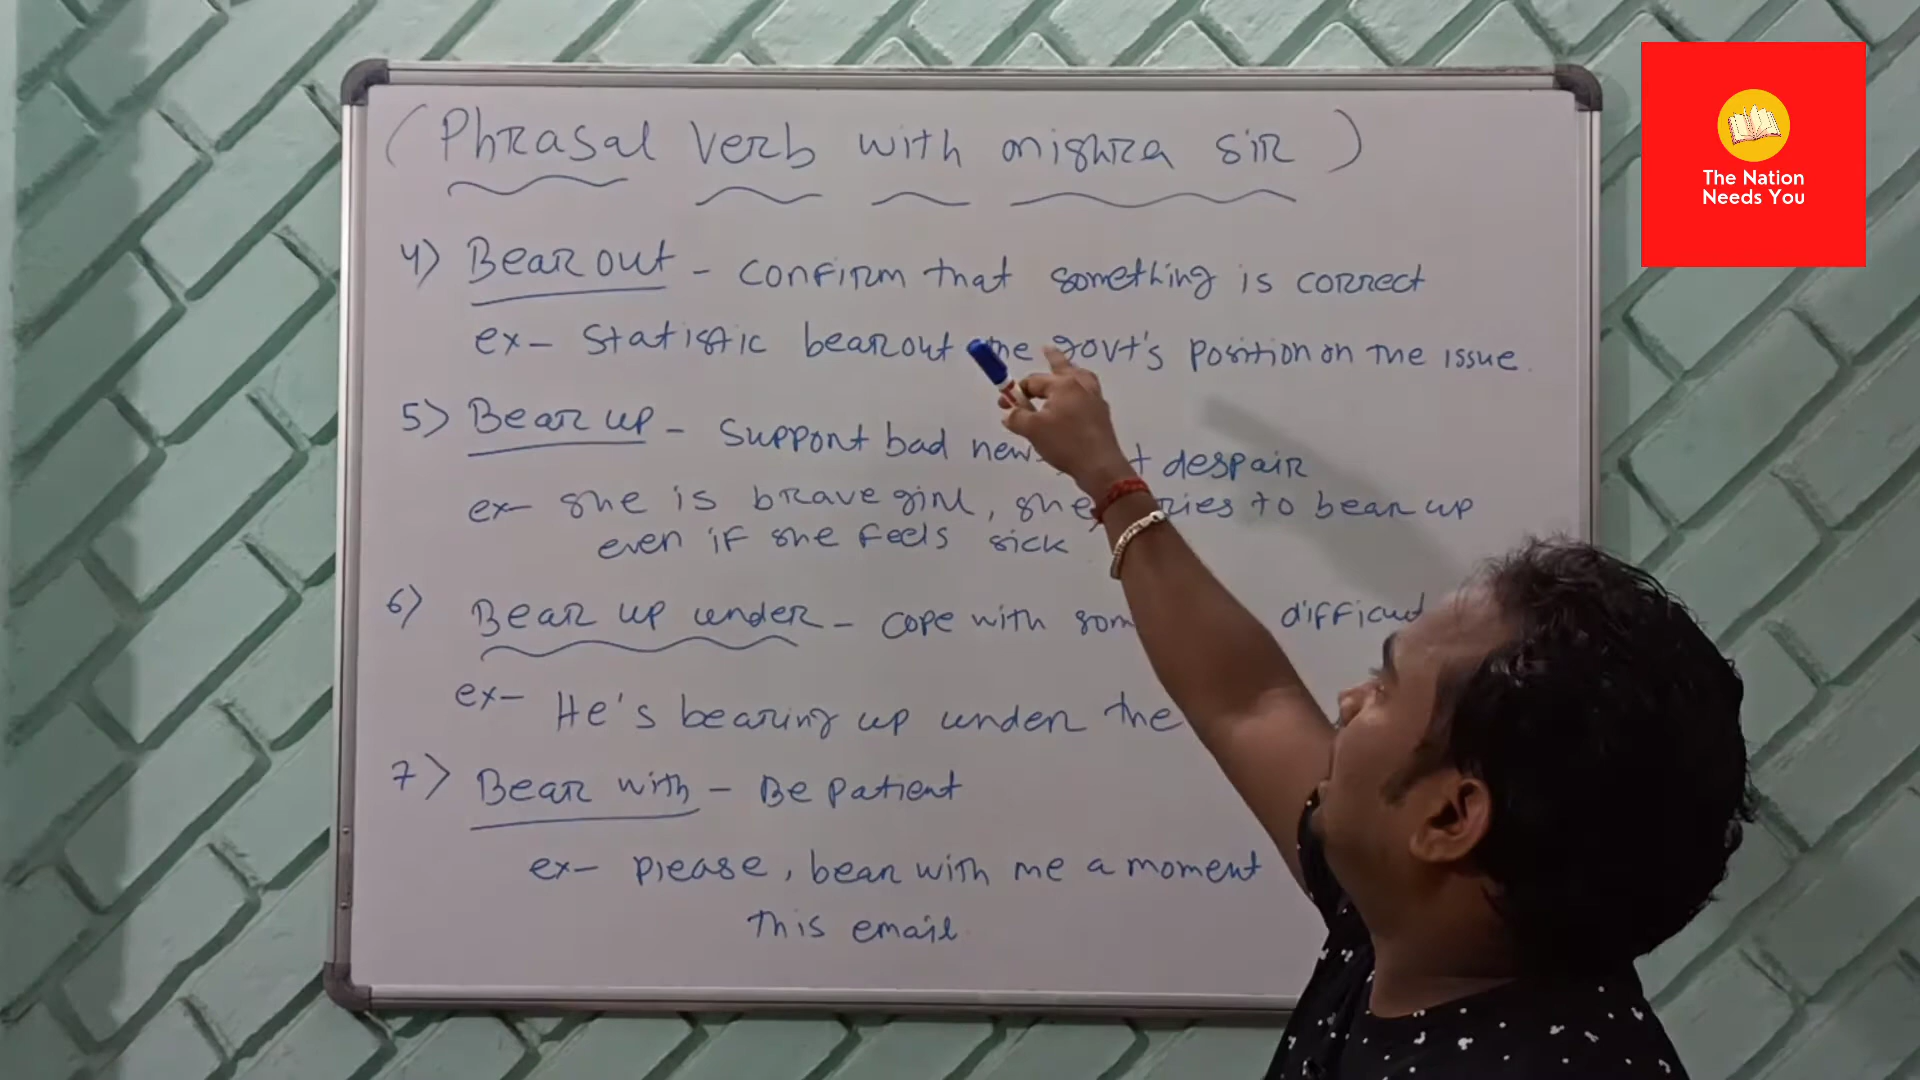 (Phrasal verb with mishra sir)
4) Bear out - confirm that something is correct
ex- Statistic bearout the govt's position on the issue.
5) Bear up - support bad despair
ex- she is brave girl, she to bear up
even if she feels sick
6) Bear up under - cope with
ex- He's bearing up under the
7) Bear with - Be patient
ex- please, bear with me a moment
this email
The Nation
Needs You